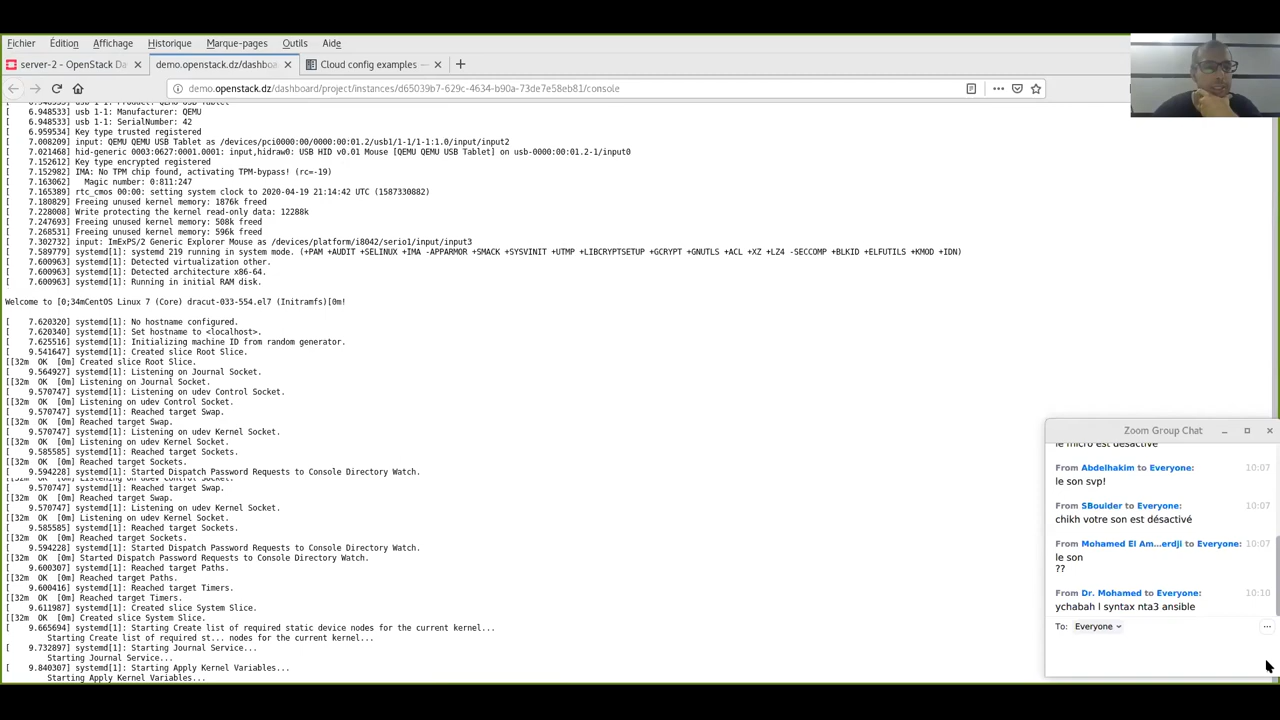 Fichier Édition Affichage Historique Marque-pages Outils Aide
server-2 - OpenStack Da
demo.openstack.dz/dashboa
Cloud config examples —
demo.openstack.dz/dashboard/project/instances/d65039b7-629c-4634-b90a-73de7e58eb81/console
6.948533] usb 1-1: Product: QEMU USB Tablet
[    6.948533] usb 1-1: Manufacturer: QEMU
[    6.948533] usb 1-1: SerialNumber: 42
[    6.959534] Key type trusted registered
[    7.008209] input: QEMU QEMU USB Tablet as /devices/pci0000:00/0000:00:01.2/usb1/1-1/1-1:1.0/input/input2
[    7.021468] hid-generic 0003:0627:0001.0001: input,hidraw0: USB HID v0.01 Mouse [QEMU QEMU USB Tablet] on usb-0000:00:01.2-1/input0
[    7.152612] Key type encrypted registered
[    7.152982] IMA: No TPM chip found, activating TPM-bypass! (rc=-19)
[    7.163062]   Magic number: 0:811:247
[    7.165389] rtc_cmos 00:00: setting system clock to 2020-04-19 21:14:42 UTC (1587330882)
[    7.180829] Freeing unused kernel memory: 1876k freed
[    7.228008] Write protecting the kernel read-only data: 12288k
[    7.247693] Freeing unused kernel memory: 508k freed
[    7.268531] Freeing unused kernel memory: 596k freed
[    7.302732] input: ImExPS/2 Generic Explorer Mouse as /devices/platform/i8042/serio1/input/input3
[    7.589779] systemd[1]: systemd 219 running in system mode. (+PAM +AUDIT +SELINUX +IMA -APPARMOR +SMACK +SYSVINIT +UTMP +LIBCRYPTSETUP +GCRYPT +GNUTLS +ACL +XZ +LZ4 -SECCOMP +BLKID +ELFUTILS +KMOD +IDN)
[    7.600963] systemd[1]: Detected virtualization other.
[    7.600963] systemd[1]: Detected architecture x86-64.
[    7.600963] systemd[1]: Running in initial RAM disk.
Welcome to [0;34mCentOS Linux 7 (Core) dracut-033-554.el7 (Initramfs)[0m!
[    7.620320] systemd[1]: No hostname configured.
[    7.620340] systemd[1]: Set hostname to <localhost>.
[    7.625516] systemd[1]: Initializing machine ID from random generator.
[    9.541647] systemd[1]: Created slice Root Slice.
[[32m  OK  [0m] Created slice Root Slice.
[    9.564927] systemd[1]: Listening on Journal Socket.
[[32m  OK  [0m] Listening on Journal Socket.
[    9.570747] systemd[1]: Listening on udev Control Socket.
[[32m  OK  [0m] Listening on udev Control Socket.
[    9.570747] systemd[1]: Reached target Swap.
[[32m  OK  [0m] Reached target Swap.
[    9.570747] systemd[1]: Listening on udev Kernel Socket.
[[32m  OK  [0m] Listening on udev Kernel Socket.
[    9.585585] systemd[1]: Reached target Sockets.
[[32m  OK  [0m] Reached target Sockets.
[    9.594228] systemd[1]: Started Dispatch Password Requests to Console Directory Watch.
[[32m  OK  [0m] Listening on udev Control Socket.
[    9.570747] systemd[1]: Reached target Swap.
[[32m  OK  [0m] Reached target Swap.
[    9.570747] systemd[1]: Listening on udev Kernel Socket.
[[32m  OK  [0m] Listening on udev Kernel Socket.
[    9.585585] systemd[1]: Reached target Sockets.
[[32m  OK  [0m] Reached target Sockets.
[    9.594228] systemd[1]: Started Dispatch Password Requests to Console Directory Watch.
[[32m  OK  [0m] Started Dispatch Password Requests to Console Directory Watch.
[    9.600307] systemd[1]: Reached target Paths.
[[32m  OK  [0m] Reached target Paths.
[    9.600416] systemd[1]: Reached target Timers.
[[32m  OK  [0m] Reached target Timers.
[    9.611987] systemd[1]: Created slice System Slice.
[[32m  OK  [0m] Created slice System Slice.
[    9.665694] systemd[1]: Starting Create list of required static device nodes for the current kernel...
Starting Create list of required st... nodes for the current kernel...
[    9.732897] systemd[1]: Starting Journal Service...
Starting Journal Service...
[    9.840307] systemd[1]: Starting Apply Kernel Variables...
Starting Apply Kernel Variables...
Zoom Group Chat
le micro est désactivé
From Abdelhakim to Everyone: 10:07
le son svp!
From SBoulder to Everyone: 10:07
chikh votre son est désactivé
From Mohamed El Am...erdji to Everyone: 10:07
le son
??
From Dr. Mohamed to Everyone: 10:10
ychabah l syntax nta3 ansible
To: Everyone